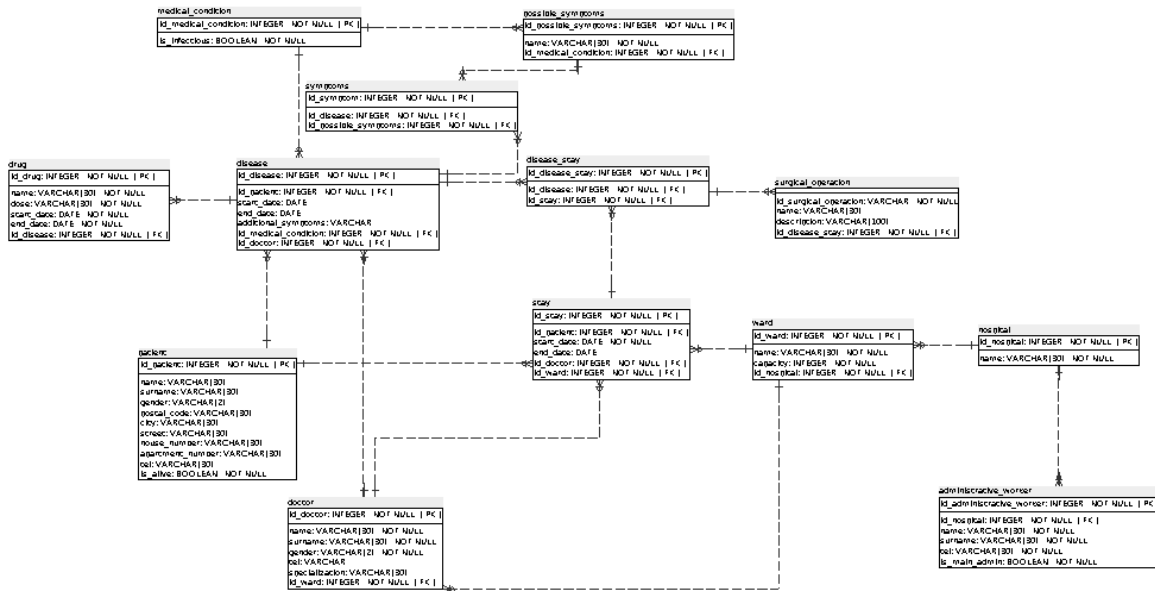 medical_condition
id_medical_condition: INTEGER NOT NULL [ PK ]
is_infectious: BOOLEAN NOT NULL
possible_symptoms
id_possible_symptoms: INTEGER NOT NULL [ PK ]
name: VARCHAR(30) NOT NULL
id_medical_condition: INTEGER NOT NULL [ FK ]
symptoms
id_symptom: INTEGER NOT NULL [ PK ]
id_disease: INTEGER NOT NULL [ FK ]
id_possible_symptoms: INTEGER NOT NULL [ FK ]
drug
id_drug: INTEGER NOT NULL [ PK ]
name: VARCHAR(30) NOT NULL
dose: VARCHAR(30) NOT NULL
start_date: DATE NOT NULL
end_date: DATE NOT NULL
id_disease: INTEGER NOT NULL [ FK ]
disease
id_disease: INTEGER NOT NULL [ PK ]
id_patient: INTEGER NOT NULL [ FK ]
start_date: DATE
end_date: DATE
additional_symptoms: VARCHAR
id_medical_condition: INTEGER NOT NULL [ FK ]
id_doctor: INTEGER NOT NULL [ FK ]
disease_stay
id_disease_stay: INTEGER NOT NULL [ PK ]
id_disease: INTEGER NOT NULL [ FK ]
id_stay: INTEGER NOT NULL [ FK ]
surgical_operation
id_surgical_operation: VARCHAR NOT NULL
name: VARCHAR(30)
description: VARCHAR(100)
id_disease_stay: INTEGER NOT NULL [ FK ]
stay
id_stay: INTEGER NOT NULL [ PK ]
id_patient: INTEGER NOT NULL [ FK ]
start_date: DATE NOT NULL
end_date: DATE
id_doctor: INTEGER NOT NULL [ FK ]
id_ward: INTEGER NOT NULL [ FK ]
ward
id_ward: INTEGER NOT NULL [ PK ]
name: VARCHAR(30) NOT NULL
capacity: INTEGER NOT NULL
id_hospital: INTEGER NOT NULL [ FK ]
hospital
id_hospital: INTEGER NOT NULL [ PK ]
name: VARCHAR(30) NOT NULL
patient
id_patient: INTEGER NOT NULL [ PK ]
name: VARCHAR(30)
surname: VARCHAR(30)
gender: VARCHAR(2)
postal_code: VARCHAR(30)
city: VARCHAR(30)
street: VARCHAR(30)
house_number: VARCHAR(30)
apartment_number: VARCHAR(30)
tel: VARCHAR(30)
is_alive: BOOLEAN NOT NULL
doctor
id_doctor: INTEGER NOT NULL [ PK ]
name: VARCHAR(30) NOT NULL
surname: VARCHAR(30) NOT NULL
gender: VARCHAR(2) NOT NULL
tel: VARCHAR
specialization: VARCHAR(30)
id_ward: INTEGER NOT NULL [ FK ]
administrative_worker
id_administrative_worker: INTEGER NOT NULL [ PK ]
id_hospital: INTEGER NOT NULL [ FK ]
name: VARCHAR(30) NOT NULL
surname: VARCHAR(30) NOT NULL
tel: VARCHAR(30) NOT NULL
is_main_admin: BOOLEAN NOT NULL